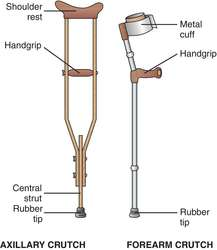 Shoulder
rest
Handgrip
Central
strut
Rubber
tip
AXILLARY CRUTCH
Metal
cuff
Handgrip
Rubber
tip
FOREARM CRUTCH